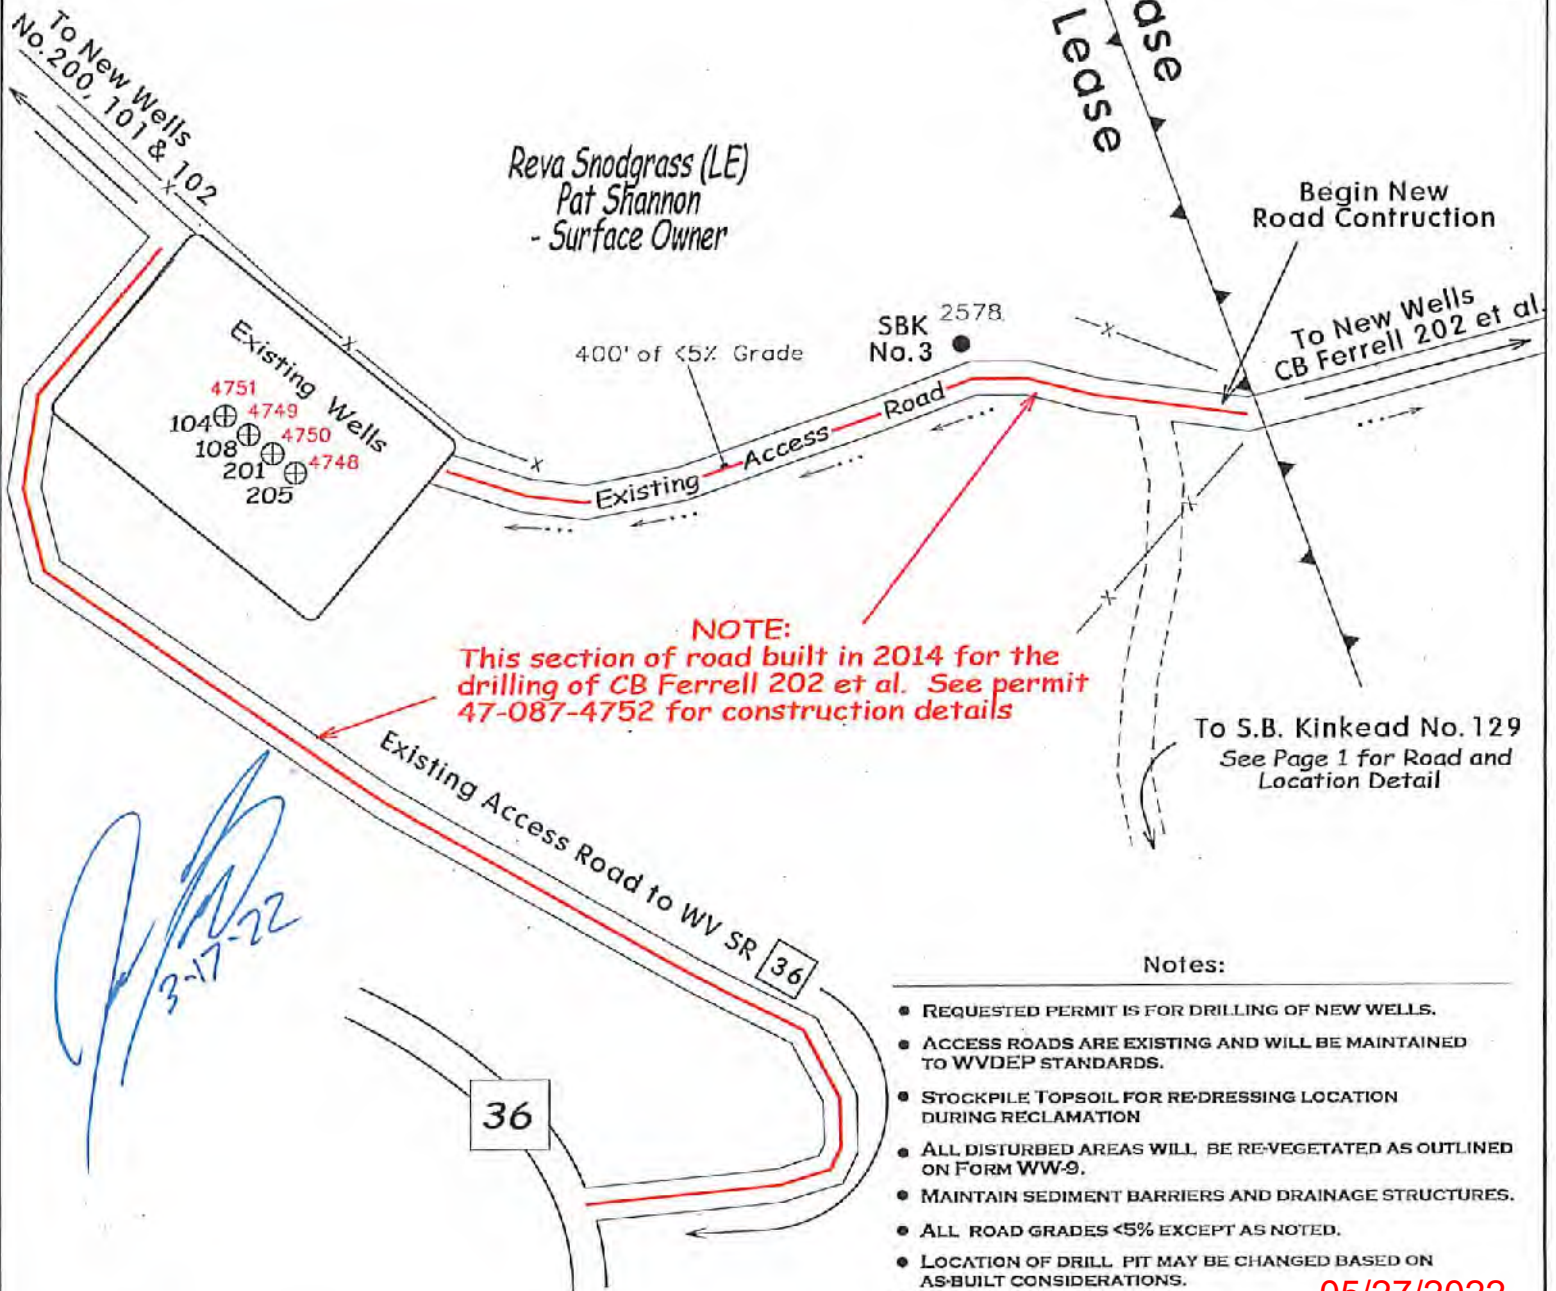 To New Wells
No. 200, 101 & 102
ase
Lease
Reva Snodgrass (LE)
Pat Shannon
- Surface Owner
Begin New
Road Contruction
To New Wells
CB Ferrell 202 et al.
SBK
No. 3
2578
400' of <5% Grade
Existing Wells
4751
104
4749
108
4750
201
4748
205
Existing Access Road
NOTE:
This section of road built in 2014 for the
drilling of CB Ferrell 202 et al. See permit
47-087-4752 for construction details
To S.B. Kinkead No. 129
See Page 1 for Road and
Location Detail
Existing Access Road to WV SR 36
3-17-22
36
Notes:
• REQUESTED PERMIT IS FOR DRILLING OF NEW WELLS.
• ACCESS ROADS ARE EXISTING AND WILL BE MAINTAINED
TO WVDEP STANDARDS.
• STOCKPILE TOPSOIL FOR RE-DRESSING LOCATION
DURING RECLAMATION
• ALL DISTURBED AREAS WILL BE RE-VEGETATED AS OUTLINED
ON FORM WW-9.
• MAINTAIN SEDIMENT BARRIERS AND DRAINAGE STRUCTURES.
• ALL ROAD GRADES <5% EXCEPT AS NOTED.
• LOCATION OF DRILL PIT MAY BE CHANGED BASED ON
AS-BUILT CONSIDERATIONS.
05/27/2022